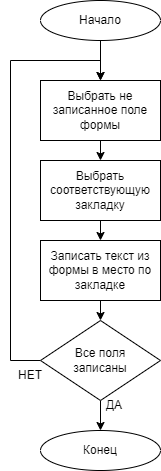 Начало
Выбрать не
записанное поле
формы
Выбрать
соответствующую
закладку
Записать текст из
формы в место по
закладке
Все поля
записаны
НЕТ
ДА
Конец